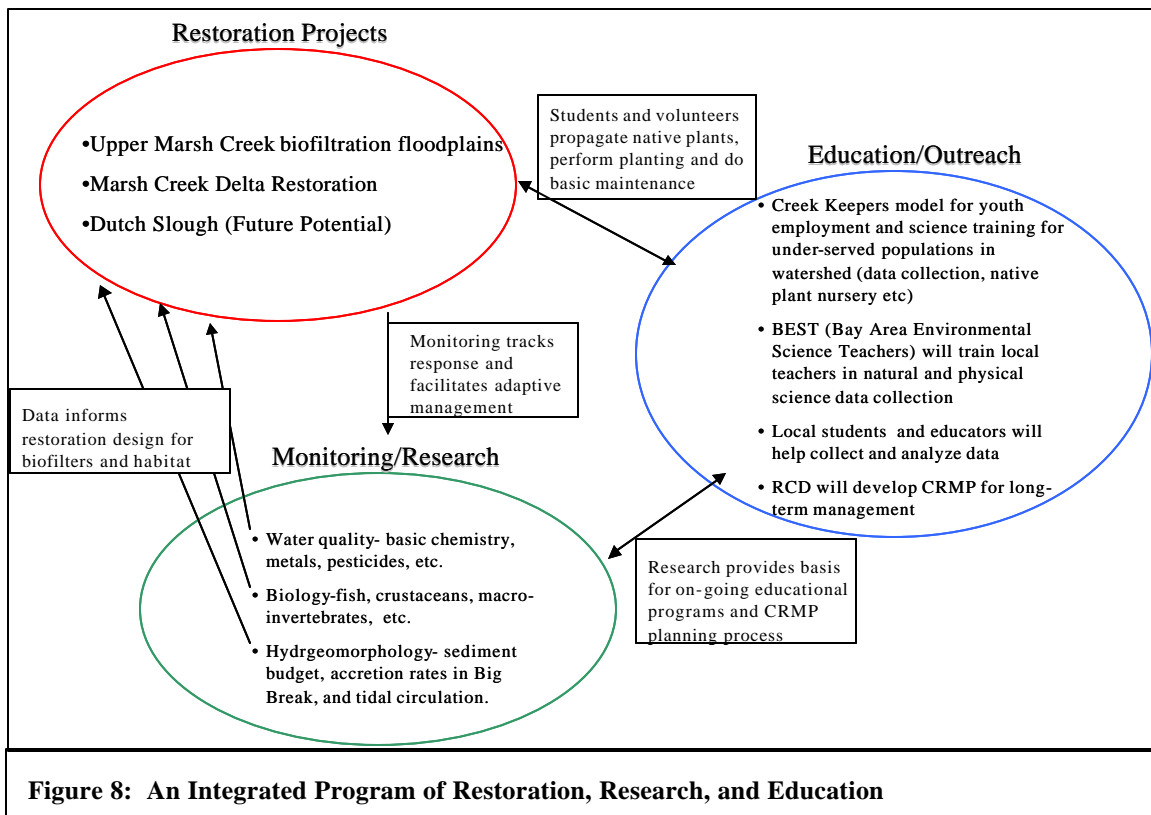 Restoration Projects
•Upper Marsh Creek biofiltration floodplains
•Marsh Creek Delta Restoration
•Dutch Slough (Future Potential)
Students and volunteers
propagate native plants,
perform planting and do
basic maintenance
Education/Outreach
• Creek Keepers model for youth
employment and science training for
under-served populations in
watershed (data collection, native
plant nursery etc)
• BEST (Bay Area Environmental
Science Teachers) will train local
teachers in natural and physical
science data collection
• Local students and educators will
help collect and analyze data
• RCD will develop CRMP for long-
term management
Monitoring tracks
response and
facilitates adaptive
management
Data informs
restoration design for
biofilters and habitat
Monitoring/Research
• Water quality- basic chemistry,
metals, pesticides, etc.
• Biology-fish, crustaceans, macro-
invertebrates, etc.
• Hydrgeomorphology- sediment
budget, accretion rates in Big
Break, and tidal circulation.
Research provides basis
for on-going educational
programs and CRMP
planning process
Figure 8: An Integrated Program of Restoration, Research, and Education